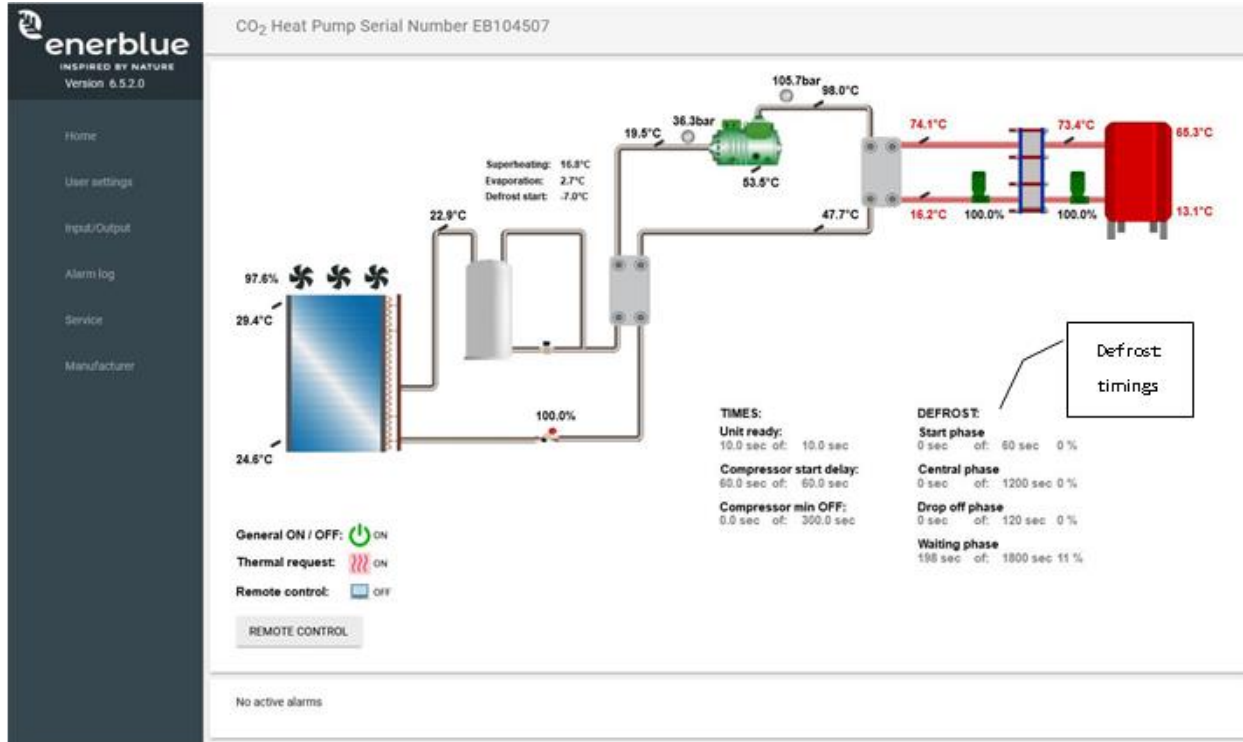 enerblue
INSPIRED BY NATURE
Version 6.5.2.0
Home
User settings
Input/Output
Alarm log
Service
Manufacturer
CO₂ Heat Pump Serial Number EB104507
105.7bar
98.0°C
36.3bar
19.5°C
53.5°C
74.1°C
73.4°C
65.3°C
Superheating: 16.8°C
Evaporation: 2.7°C
Defrost start: -7.0°C
22.9°C
47.7°C
16.2°C
100.0%
100.0%
13.1°C
97.6%
29.4°C
24.6°C
100.0%
Defrost
timings
TIMES:
Unit ready:
10.0 sec of: 10.0 sec
Compressor start delay:
60.0 sec of: 60.0 sec
Compressor min OFF:
0.0 sec of: 300.0 sec
DEFROST:
Start phase
0 sec of: 60 sec 0 %
Central phase
0 sec of: 1200 sec 0 %
Drop off phase
0 sec of: 120 sec 0 %
Waiting phase
198 sec of: 1800 sec 11 %
General ON / OFF: ON
Thermal request: ON
Remote control: OFF
REMOTE CONTROL
No active alarms